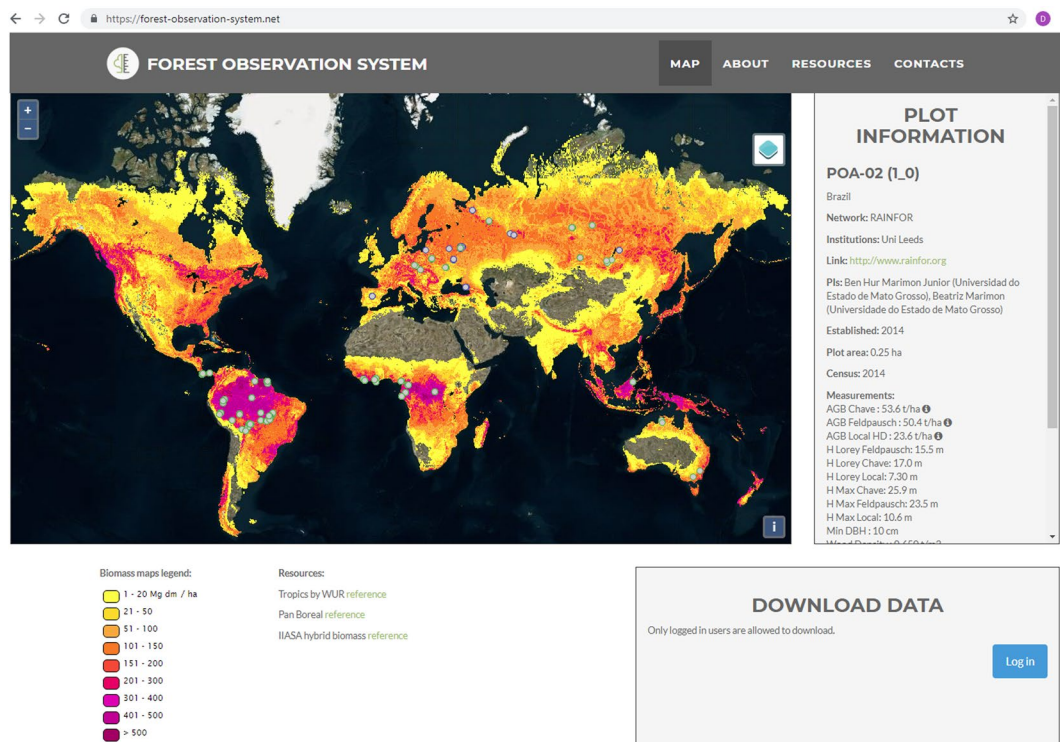 https://forest-observation-system.net
D
FOREST OBSERVATION SYSTEM
MAP
ABOUT
RESOURCES
CONTACTS
+
−
i
PLOT
INFORMATION
POA-02 (1_0)
Brazil
Network: RAINFOR
Institutions: Uni Leeds
Link: http://www.rainfor.org
PIs: Ben Hur Marimon Junior (Universidad do
Estado de Mato Grosso), Beatriz Marimon
(Universidade do Estado de Mato Grosso)
Established: 2014
Plot area: 0.25 ha
Census: 2014
Measurements:
AGB Chave : 53.6 t/ha
AGB Feldpausch : 50.4 t/ha
AGB Local HD : 23.6 t/ha
H Lorey Feldpausch: 15.5 m
H Lorey Chave: 17.0 m
H Lorey Local: 7.30 m
H Max Chave: 25.9 m
H Max Feldpausch: 23.5 m
H Max Local: 10.6 m
Min DBH : 10 cm
Biomass maps legend:
1 - 20 Mg dm / ha
21 - 50
51 - 100
101 - 150
151 - 200
201 - 300
301 - 400
401 - 500
> 500
Resources:
Tropics by WUR reference
Pan Boreal reference
IIASA hybrid biomass reference
DOWNLOAD DATA
Only logged in users are allowed to download.
Log in